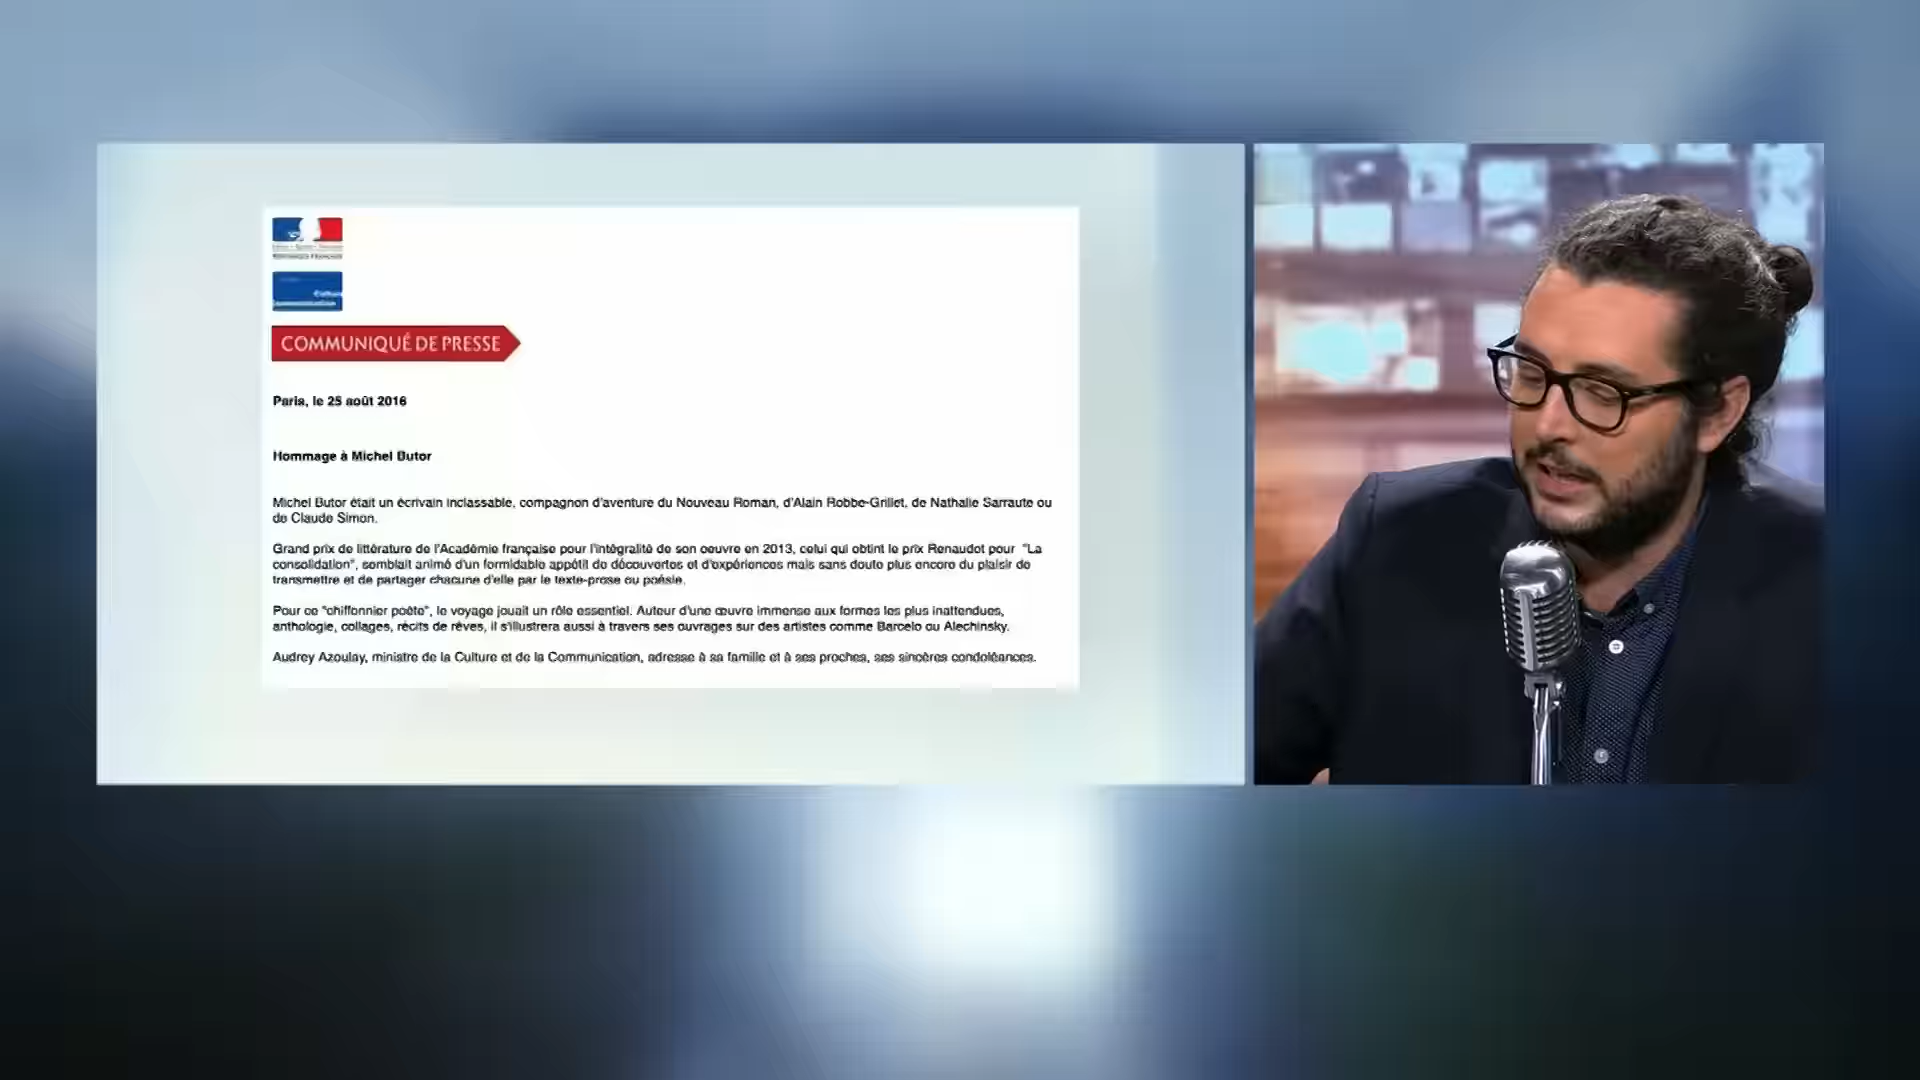 COMMUNIQUÉ DE PRESSE
Paris, le 25 août 2016
Hommage à Michel Butor
Michel Butor était un écrivain inclassable, compagnon d'aventure du Nouveau Roman, d'Alain Robbe-Grillet, de Nathalie Sarraute ou
de Claude Simon.
Grand prix de littérature de l'Académie française pour l'intégralité de son oeuvre en 2013, celui qui obtint le prix Renaudot pour "La
consolidation", semblait animé d'un formidable appétit de découvertes et d'expériences mais sans doute plus encore du plaisir de
transmettre et de partager chacune d'elle par le texte-prose ou poésie.
Pour ce "chiffonnier poète", le voyage jouait un rôle essentiel. Auteur d'une œuvre immense aux formes les plus inattendues,
anthologie, collages, récits de rêves, il s'illustrera aussi à travers ses ouvrages sur des artistes comme Barcelo ou Alechinsky.
Audrey Azoulay, ministre de la Culture et de la Communication, adresse à sa famille et à ses proches, ses sincères condoléances.